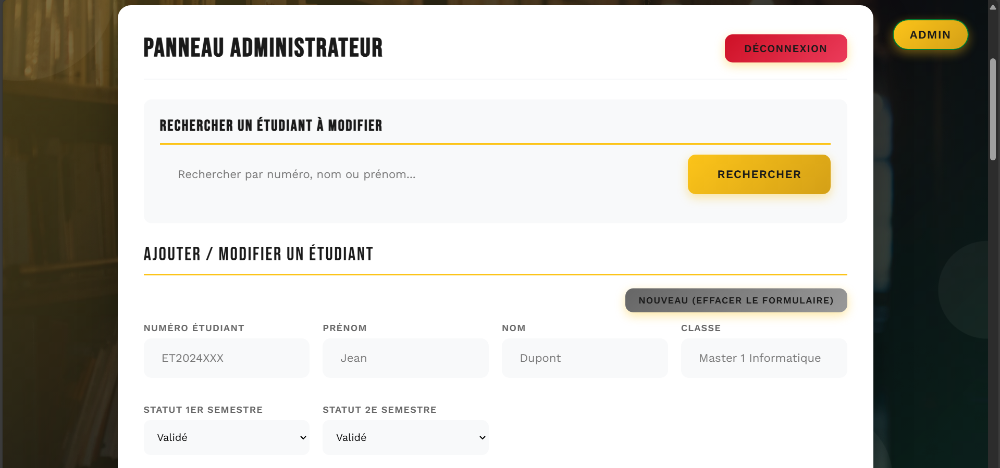 PANNEAU ADMINISTRATEUR
DÉCONNEXION
ADMIN
RECHERCHER UN ÉTUDIANT À MODIFIER
Rechercher par numéro, nom ou prénom...
RECHERCHER
AJOUTER / MODIFIER UN ÉTUDIANT
NOUVEAU (EFFACER LE FORMULAIRE)
NUMÉRO ÉTUDIANT
PRÉNOM
NOM
CLASSE
ET2024XXX
Jean
Dupont
Master 1 Informatique
STATUT 1ER SEMESTRE
STATUT 2E SEMESTRE
Validé
Validé